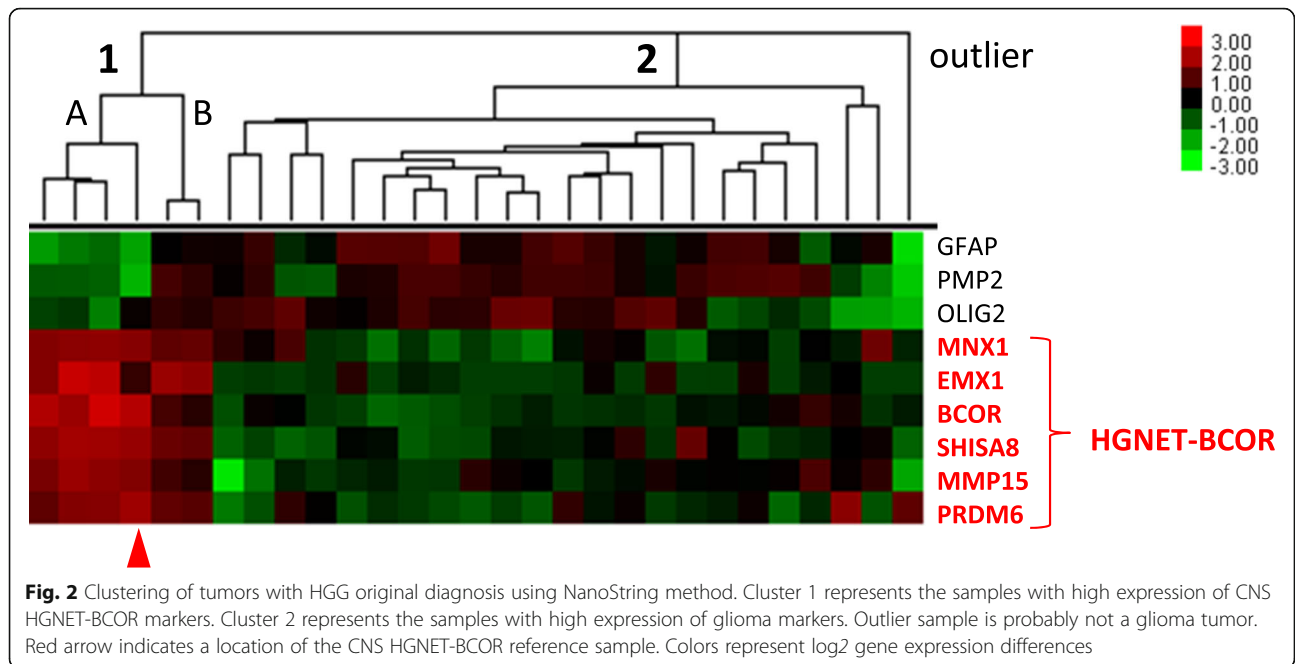 1
2
outlier
A
B
3.00
2.00
1.00
0.00
-1.00
-2.00
-3.00
GFAP
PMP2
OLIG2
MNX1
EMX1
BCOR
SHISA8
MMP15
PRDM6
HGNET-BCOR
Fig. 2 Clustering of tumors with HGG original diagnosis using NanoString method. Cluster 1 represents the samples with high expression of CNS
HGNET-BCOR markers. Cluster 2 represents the samples with high expression of glioma markers. Outlier sample is probably not a glioma tumor.
Red arrow indicates a location of the CNS HGNET-BCOR reference sample. Colors represent log2 gene expression differences